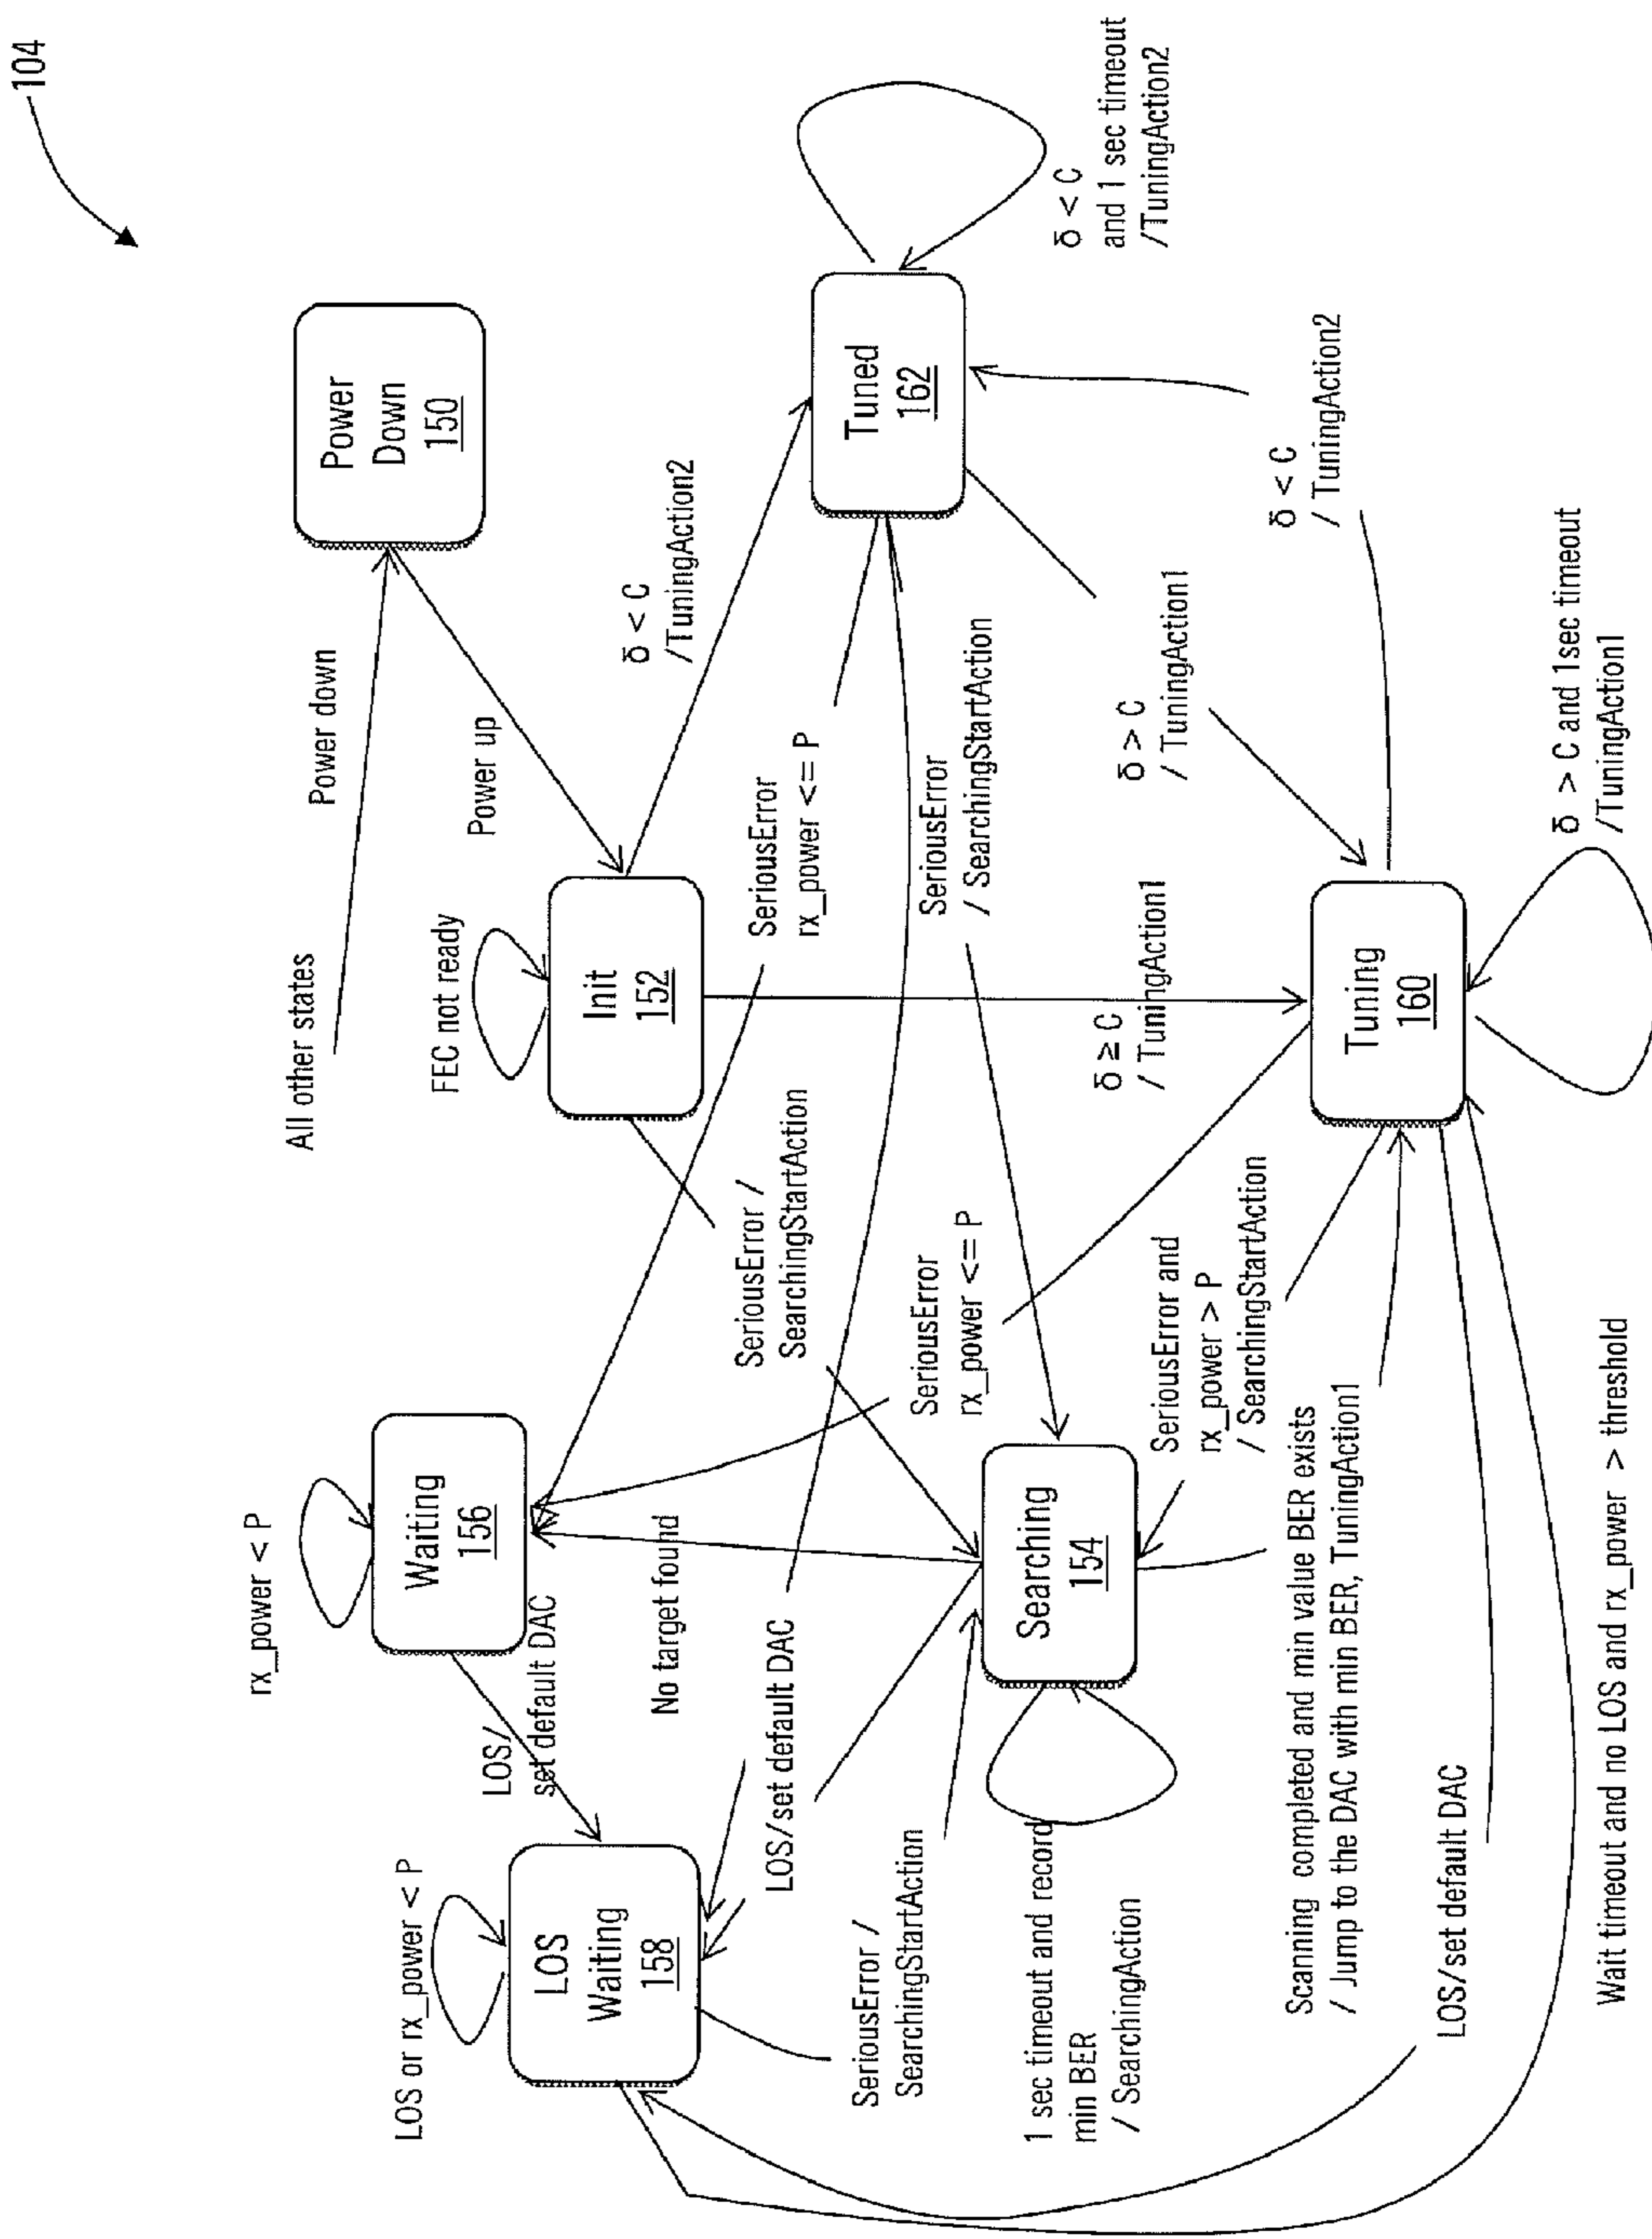 104
Power
Down
150
Power down
All other states
Power up
FEC not ready
Init
152
δ < C
/TuningAction2
Tuned
162
δ < C
and 1 sec timeout
/TuningAction2
rx_power < P
Waiting
156
SeriousError
rx_power <= P
SeriousError /
SearchingStartAction
SeriousError
/ SearchingStartAction
δ > C
/ TuningAction1
δ < C
/ TuningAction2
LOS/
set default DAC
No target found
SeriousError
rx_power <= P
δ ≥ C
/ TuningAction1
LOS or rx_power < P
LOS
Waiting
158
LOS/set default DAC
Searching
154
SeriousError and
rx_power > P
/ SearchingStartAction
Tuning
160
δ > C and 1sec timeout
/TuningAction1
SeriousError /
SearchingStartAction
1 sec timeout and record
min BER
/ SearchingAction
Scanning completed and min value BER exists
/ Jump to the DAC with min BER, TuningAction1
LOS/set default DAC
Wait timeout and no LOS and rx_power > threshold